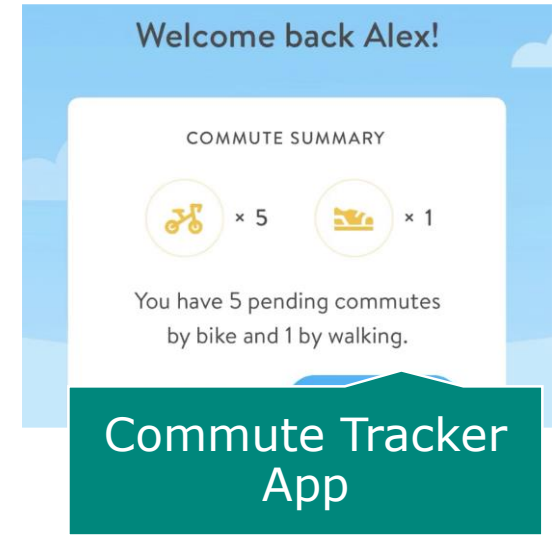 Welcome back Alex!
COMMUTE SUMMARY
× 5 × 1
You have 5 pending commutes
by bike and 1 by walking.
Commute Tracker
App